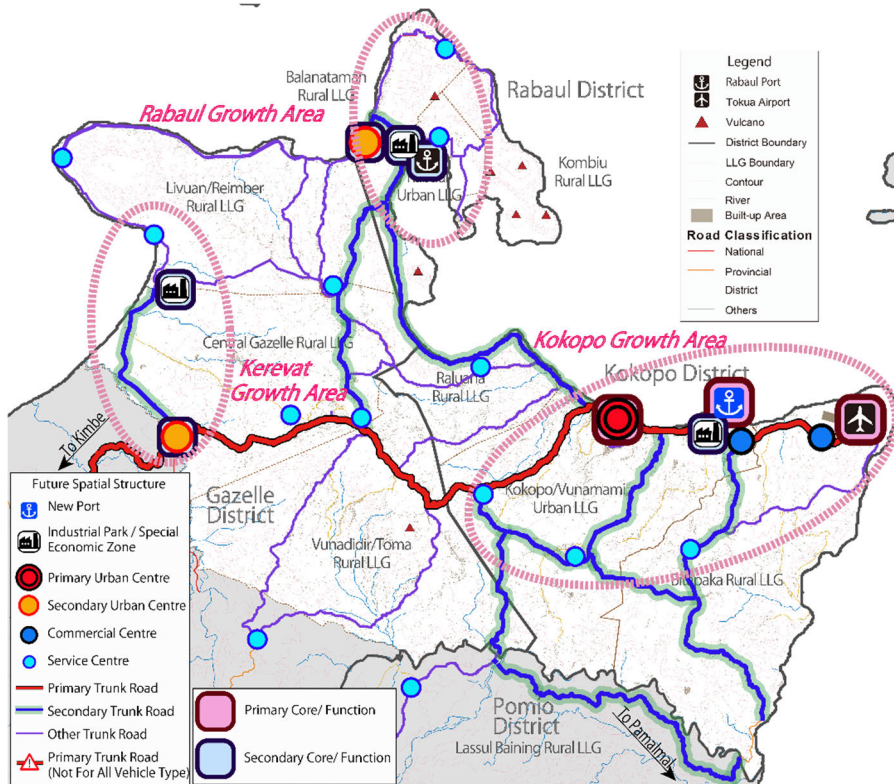 Balanataman
Rural LLG
Rabaul District
Rabaul Growth Area
Kombiu
Rural LLG
Urban LLG
Livuan/Reimber
Rural LLG
Legend
Rabaul Port
Tokua Airport
Vulcano
District Boundary
LLG Boundary
Contour
River
Built-up Area
Road Classification
National
Provincial
District
Others
Central Gazelle Rural LLG
Kerevat
Growth Area
Kokopo Growth Area
Kokopo District
Raluana
Rural LLG
To Kimbe
Gazelle
District
Kokopo/Vunamami
Urban LLG
Vunadidir/Toma
Rural LLG
Bitapaka Rural LLG
Pomio
District
Lassul Baining Rural LLG
To Pamalmal
Future Spatial Structure
New Port
Industrial Park / Special
Economic Zone
Primary Urban Centre
Secondary Urban Centre
Commercial Centre
Service Centre
Primary Trunk Road
Secondary Trunk Road
Other Trunk Road
Primary Trunk Road
(Not For All Vehicle Type)
Primary Core/ Function
Secondary Core/ Function